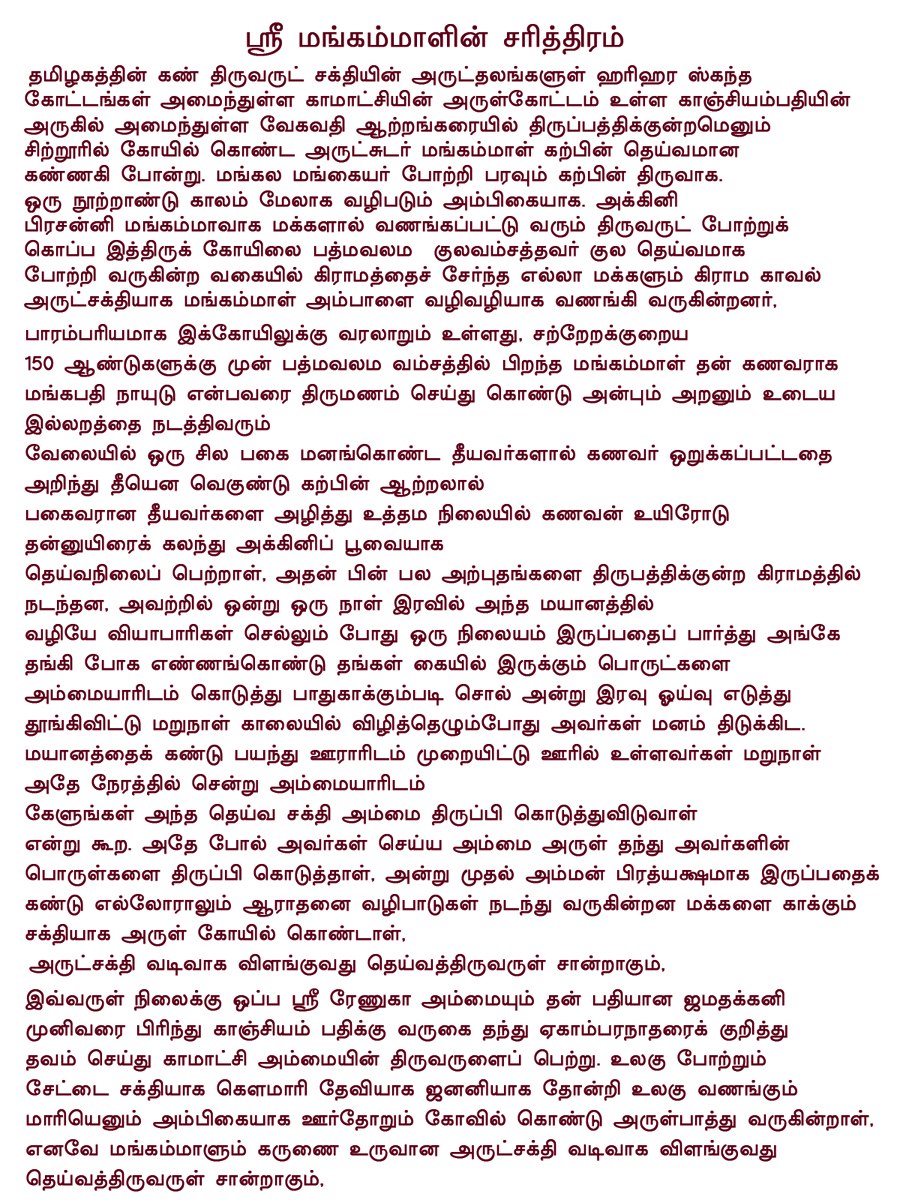 ஸ்ரீ மங்கம்மாளின் சரித்திரம்
தமிழகத்தின் கண் திருவருட் சக்தியின் அருட்தலங்களுள் ஹரிஹர ஸ்கந்த
கோட்டங்கள் அமைந்துள்ள காமாட்சியின் அருள்கோட்டம் உள்ள காஞ்சியம்பதியின்
அருகில் அமைந்துள்ள வேகவதி ஆற்றங்கரையில் திருப்பத்திக்குன்றமெனும்
சிற்றூரில் கோயில் கொண்ட அருட்சுடர் மங்கம்மாள் கற்பின் தெய்வமான
கண்ணகி போன்று. மங்கல மங்கையர் போற்றி பரவும் கற்பின் திருவாக.
ஒரு நூற்றாண்டு காலம் மேலாக வழிபடும் அம்பிகையாக. அக்கினி
பிரசன்னி மங்கம்மாவாக மக்களால் வணங்கப்பட்டு வரும் திருவருட் போற்றுக்
கொப்ப இத்திருக் கோயிலை பத்மவலம குலவம்சத்தவர் குல தெய்வமாக
போற்றி வருகின்ற வகையில் கிராமத்தைச் சேர்ந்த எல்லா மக்களும் கிராம காவல்
அருட்சக்தியாக மங்கம்மாள் அம்பாளை வழிவழியாக வணங்கி வருகின்றனர்,
பாரம்பரியமாக இக்கோயிலுக்கு வரலாறும் உள்ளது, சற்றேறக்குறைய
150 ஆண்டுகளுக்கு முன் பத்மவலம வம்சத்தில் பிறந்த மங்கம்மாள் தன் கணவராக
மங்கபதி நாயுடு என்பவரை திருமணம் செய்து கொண்டு அன்பும் அறனும் உடைய
இல்லறத்தை நடத்திவரும்
வேலையில் ஒரு சில பகை மனங்கொண்ட தீயவர்களால் கணவர் ஒறுக்கப்பட்டதை
அறிந்து தீயென வெகுண்டு கற்பின் ஆற்றலால்
பகைவரான தீயவர்களை அழித்து உத்தம நிலையில் கணவன் உயிரோடு
தன்னுயிரைக் கலந்து அக்கினிப் பூவையாக
தெய்வநிலைப் பெற்றாள், அதன் பின் பல அற்புதங்களை திருபத்திக்குன்ற கிராமத்தில்
நடந்தன, அவற்றில் ஒன்று ஒரு நாள் இரவில் அந்த மயானத்தில்
வழியே வியாபாரிகள் செல்லும் போது ஒரு நிலையம் இருப்பதைப் பார்த்து அங்கே
தங்கி போக எண்ணங்கொண்டு தங்கள் கையில் இருக்கும் பொருட்களை
அம்மையாரிடம் கொடுத்து பாதுகாக்கும்படி சொல் அன்று இரவு ஓய்வு எடுத்து
தூங்கிவிட்டு மறுநாள் காலையில் விழித்தெழும்போது அவர்கள் மனம் திடுக்கிட.
மயானத்தைக் கண்டு பயந்து ஊராரிடம் முறையிட்டு ஊரில் உள்ளவர்கள் மறுநாள்
அதே நேரத்தில் சென்று அம்மையாரிடம்
கேளுங்கள் அந்த தெய்வ சக்தி அம்மை திருப்பி கொடுத்துவிடுவாள்
என்று கூற. அதே போல் அவர்கள் செய்ய அம்மை அருள் தந்து அவர்களின்
பொருள்களை திருப்பி கொடுத்தாள், அன்று முதல் அம்மன் பிரத்யக்ஷமாக இருப்பதைக்
கண்டு எல்லோராலும் ஆராதனை வழிபாடுகள் நடந்து வருகின்றன மக்களை காக்கும்
சக்தியாக அருள் கோயில் கொண்டாள்,
அருட்சக்தி வடிவாக விளங்குவது தெய்வத்திருவருள் சான்றாகும்,
இவ்வருள் நிலைக்கு ஒப்ப ஸ்ரீ ரேணுகா அம்மையும் தன் பதியான ஜமதக்கனி
முனிவரை பிரிந்து காஞ்சியம் பதிக்கு வருகை தந்து ஏகாம்பரநாதரைக் குறித்து
தவம் செய்து காமாட்சி அம்மையின் திருவருளைப் பெற்று. உலகு போற்றும்
சேட்டை சக்தியாக கௌமாரி தேவியாக ஜனனியாக தோன்றி உலகு வணங்கும்
மாரியெனும் அம்பிகையாக ஊர்தோறும் கோவில் கொண்டு அருள்பாத்து வருகின்றாள்,
எனவே மங்கம்மாளும் கருணை உருவான அருட்சக்தி வடிவாக விளங்குவது
தெய்வத்திருவருள் சான்றாகும்,